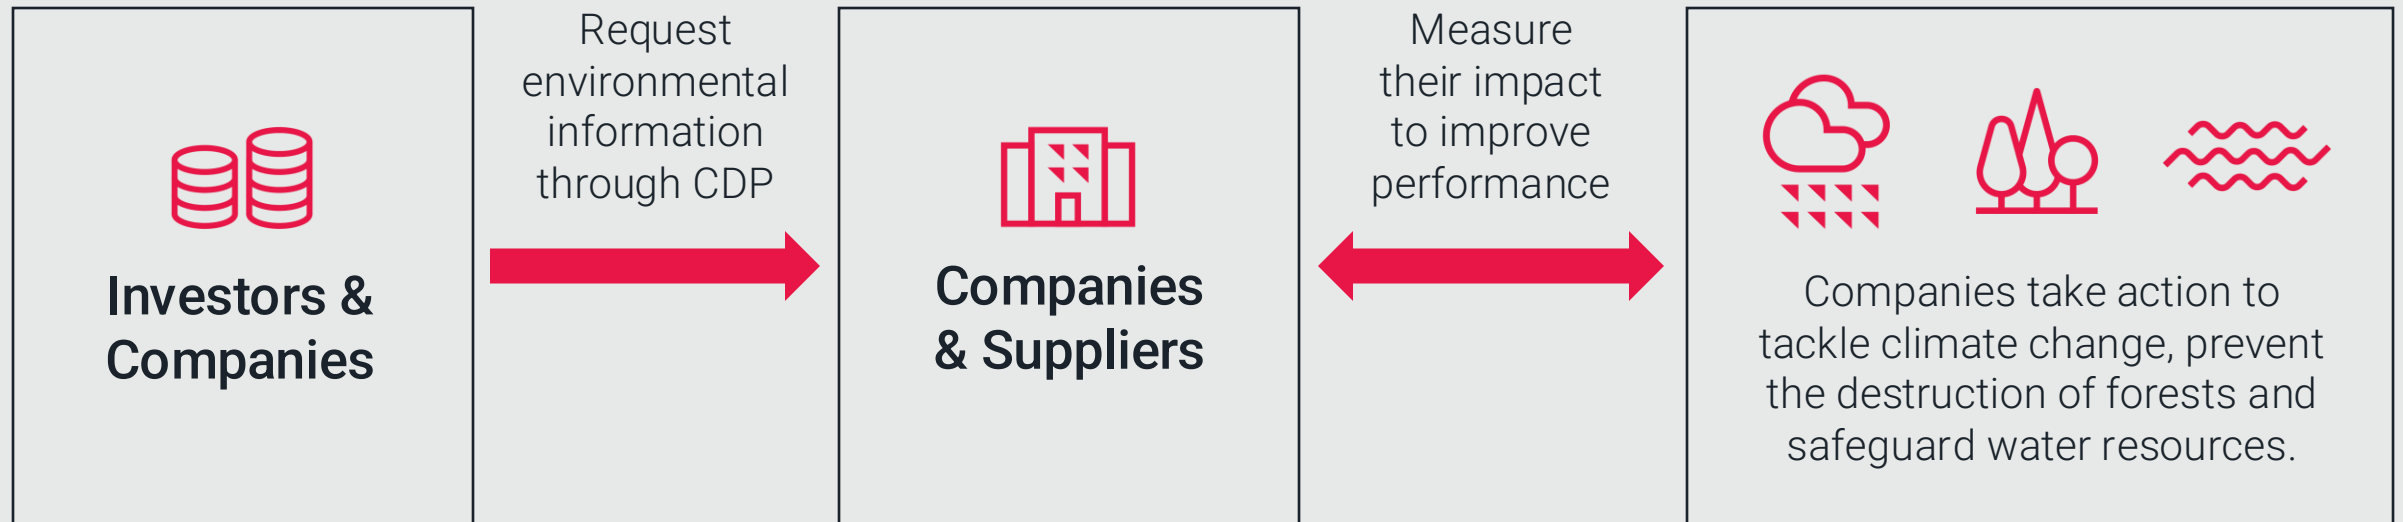 Investors &
Companies
Request
environmental
information
through CDP
Companies
& Suppliers
Measure
their impact
to improve
performance
Companies take action to
tackle climate change, prevent
the destruction of forests and
safeguard water resources.